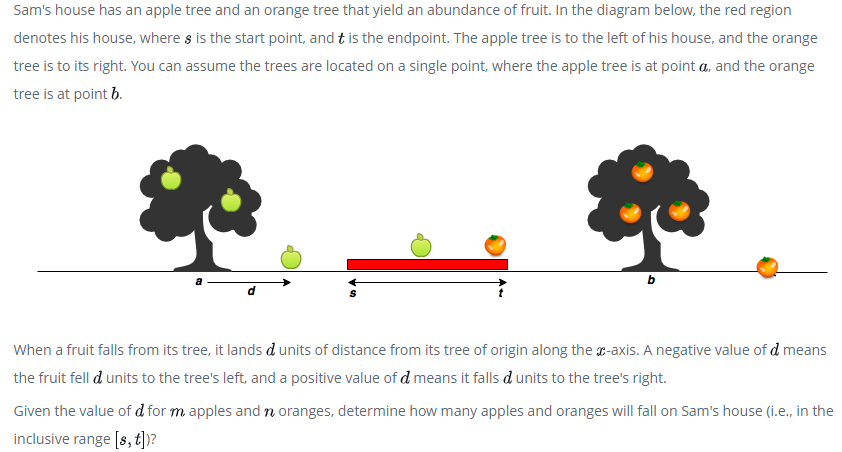 Sam's house has an apple tree and an orange tree that yield an abundance of fruit. In the diagram below, the red region
denotes his house, where s is the start point, and t is the endpoint. The apple tree is to the left of his house, and the orange
tree is to its right. You can assume the trees are located on a single point, where the apple tree is at point a, and the orange
tree is at point b.
a
d
s
t
b
When a fruit falls from its tree, it lands d units of distance from its tree of origin along the x-axis. A negative value of d means
the fruit fell d units to the tree's left, and a positive value of d means it falls d units to the tree's right.
Given the value of d for m apples and n oranges, determine how many apples and oranges will fall on Sam's house (i.e., in the
inclusive range [s, t])?